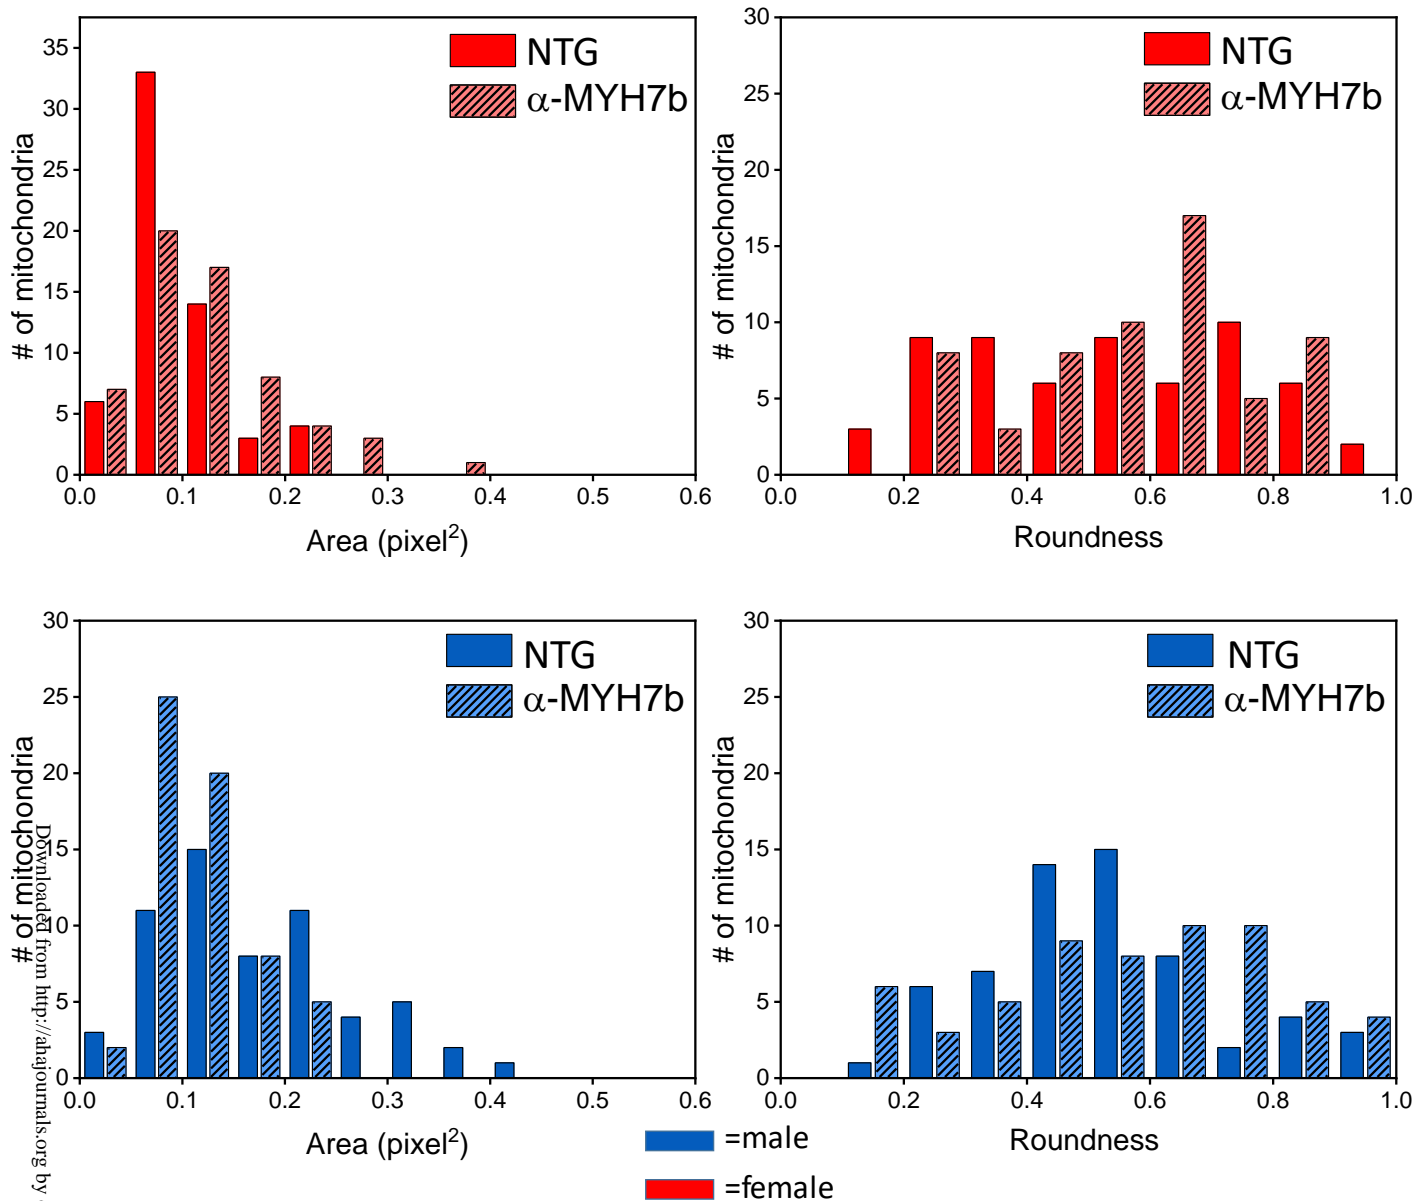 NTG
α-MYH7b
# of mitochondria
35
30
25
20
15
10
5
0
0.0 0.1 0.2 0.3 0.4 0.5 0.6
Area (pixel²)
NTG
α-MYH7b
# of mitochondria
30
25
20
15
10
5
0
0.0 0.2 0.4 0.6 0.8 1.0
Roundness
NTG
α-MYH7b
# of mitochondria
30
25
20
15
10
5
0
0.0 0.1 0.2 0.3 0.4 0.5 0.6
Area (pixel²)
NTG
α-MYH7b
# of mitochondria
30
25
20
15
10
5
0
0.0 0.2 0.4 0.6 0.8 1.0
Roundness
=male
=female
Downloaded from http://ahajournals.org by